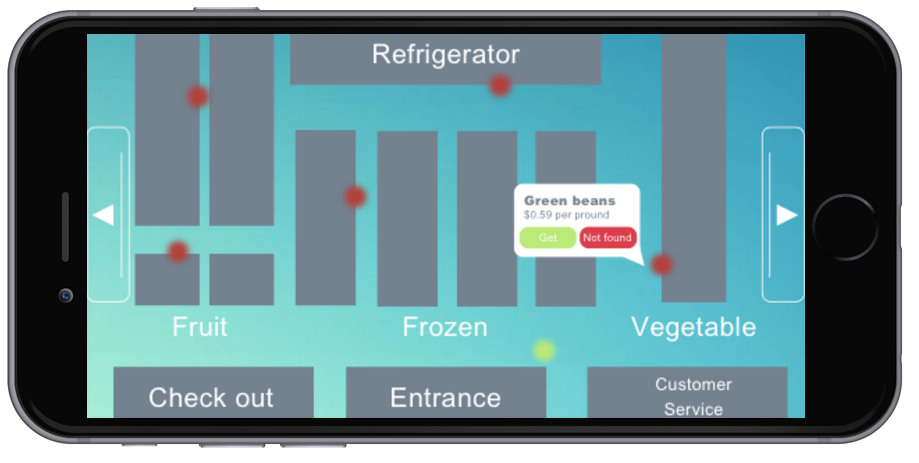 Refrigerator
Green beans
$0.59 per pround
Get
Not found
Fruit
Frozen
Vegetable
Check out
Entrance
Customer
Service